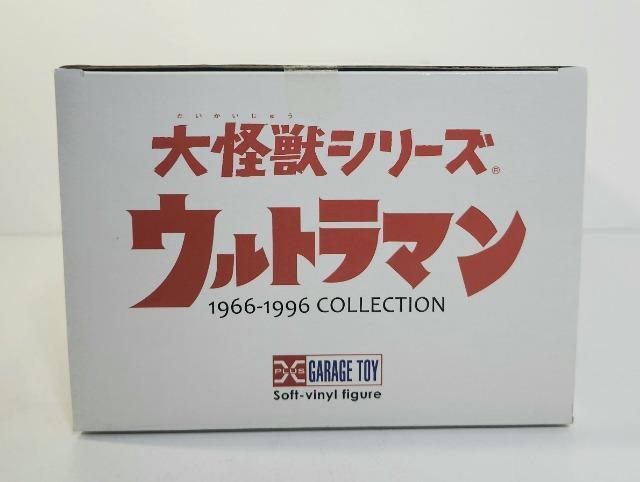 だいかいじゅう
大怪獣シリーズ®
ウルトラマン
1966-1996 COLLECTION
X PLUS GARAGE TOY
Soft-vinyl figure